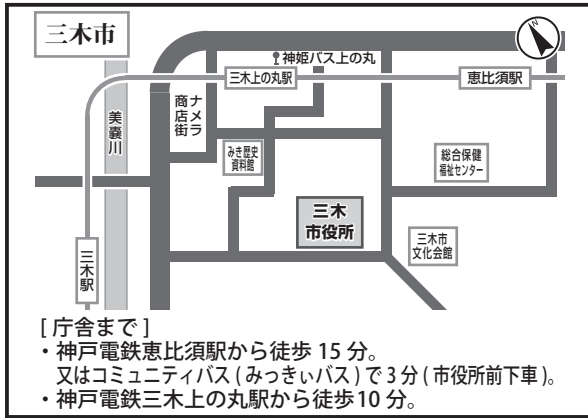 三木市
N
神姫バス上の丸
三木上の丸駅
恵比須駅
ナメラ
商店街
美嚢川
みき歴史
資料館
総合保健
福祉センター
三木
市役所
三木市
文化会館
三木駅
[ 庁舎まで ]
・神戸電鉄恵比須駅から徒歩 15 分。
又はコミュニティバス ( みっきぃバス ) で 3 分 ( 市役所前下車 )。
・神戸電鉄三木上の丸駅から徒歩10 分。